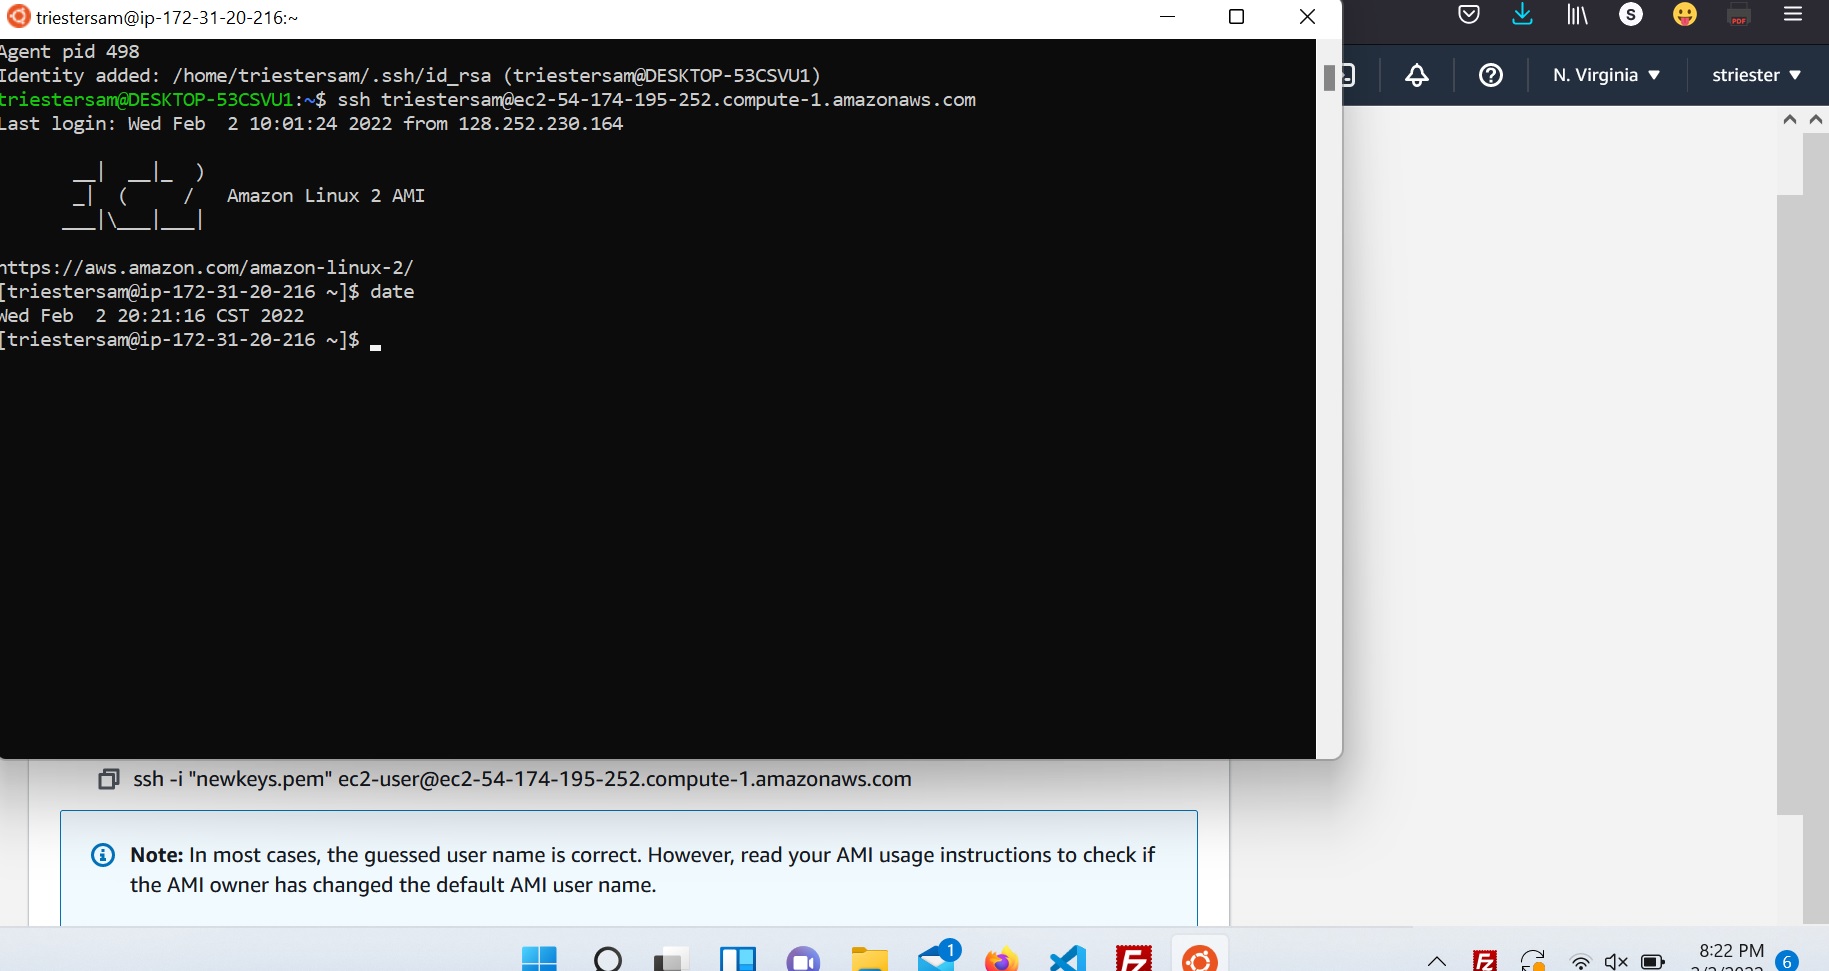 triestersam@ip-172-31-20-216:~
Agent pid 498
Identity added: /home/triestersam/.ssh/id_rsa (triestersam@DESKTOP-53CSVU1)
triestersam@DESKTOP-53CSVU1:~$ ssh triestersam@ec2-54-174-195-252.compute-1.amazonaws.com
Last login: Wed Feb  2 10:01:24 2022 from 128.252.230.164
       __|  __|_  )
       _|  (     /   Amazon Linux 2 AMI
      ___|\___|___|
https://aws.amazon.com/amazon-linux-2/
[triestersam@ip-172-31-20-216 ~]$ date
Wed Feb  2 20:21:16 CST 2022
[triestersam@ip-172-31-20-216 ~]$
S
PDF
N. Virginia
striester
ssh -i "newkeys.pem" ec2-user@ec2-54-174-195-252.compute-1.amazonaws.com
Note: In most cases, the guessed user name is correct. However, read your AMI usage instructions to check if
the AMI owner has changed the default AMI user name.
1
8:22 PM
6